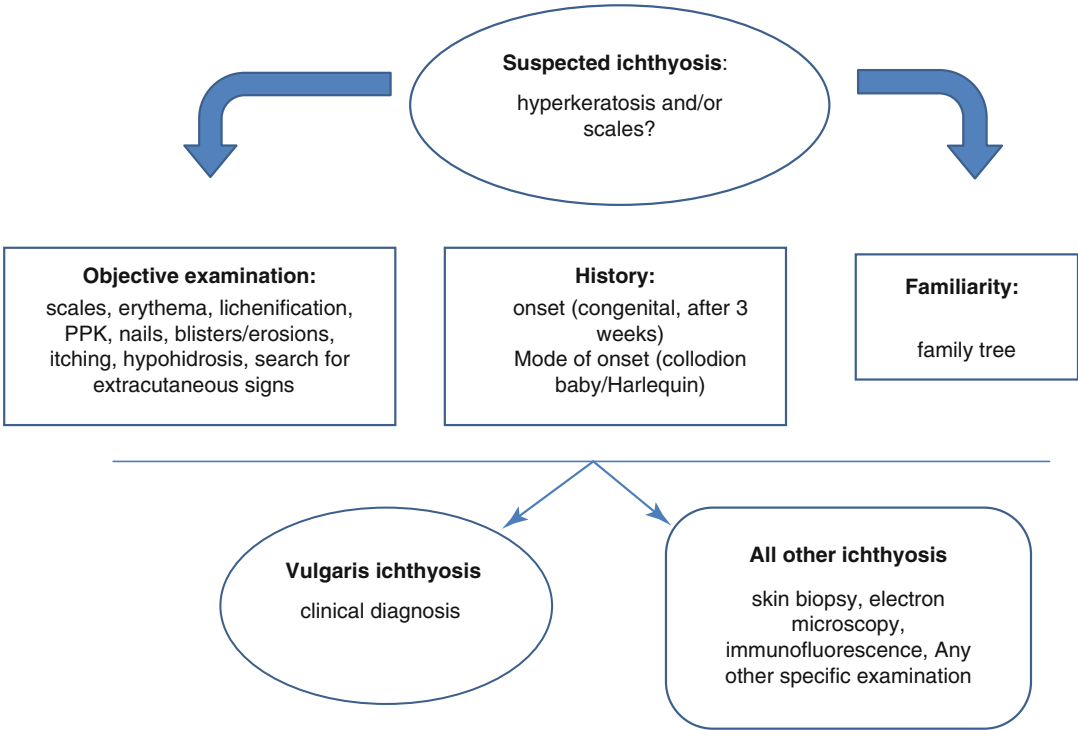 Suspected ichthyosis:
hyperkeratosis and/or
scales?
Objective examination:
scales, erythema, lichenification,
PPK, nails, blisters/erosions,
itching, hypohidrosis, search for
extracutaneous signs
History:
onset (congenital, after 3
weeks)
Mode of onset (collodion
baby/Harlequin)
Familiarity:
family tree
Vulgaris ichthyosis
clinical diagnosis
All other ichthyosis
skin biopsy, electron
microscopy,
immunofluorescence, Any
other specific examination